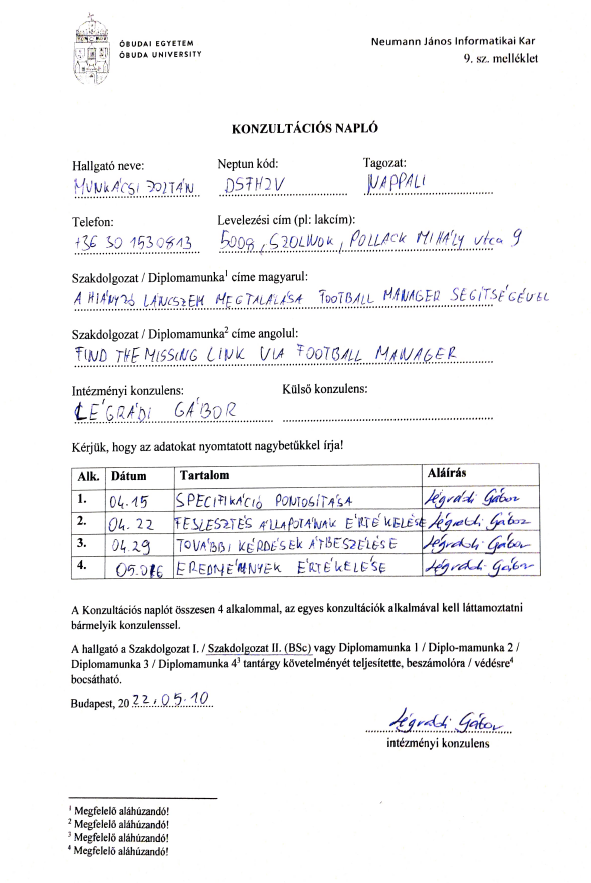 ÓBUDAI EGYETEM
ÓBUDA UNIVERSITY
Neumann János Informatikai Kar
9. sz. melléklet
KONZULTÁCIÓS NAPLÓ
Hallgató neve: Neptun kód: Tagozat:
MUNKÁCSI ZOLTÁN DSFH2V NAPPALI
Telefon: Levelezési cím (pl: lakcím):
+36 30 1530813 5008, SZOLNOK, POLLACK MIHÁLY utca 9
Szakdolgozat / Diplomamunka1 címe magyarul:
A HIÁNYZÓ LÁNCSZEM MEGTALÁLÁSA FOOTBALL MANAGER SEGÍTSÉGÉVEL
Szakdolgozat / Diplomamunka2 címe angolul:
FIND THE MISSING LINK VIA FOOTBALL MANAGER
Intézményi konzulens: Külső konzulens:
LÉGRÁDI GÁBOR
Kérjük, hogy az adatokat nyomtatott nagybetűkkel írja!
Alk. Dátum Tartalom Aláírás
1. 04.15 SPECIFIKÁCIÓ PONTOSÍTÁSA Légrádi Gábor
2. 04.22 FEJLESZTÉS ÁLLAPOTÁNAK ÉRTÉKELÉSE Légrádi Gábor
3. 04.29 TOVÁBBI KÉRDÉSEK ÁTBESZÉLÉSE Légrádi Gábor
4. 05.06 EREDMÉNYEK ÉRTÉKELÉSE Légrádi Gábor
A Konzultációs naplót összesen 4 alkalommal, az egyes konzultációk alkalmával kell láttamoztatni
bármelyik konzulenssel.
A hallgató a Szakdolgozat I. / Szakdolgozat II. (BSc) vagy Diplomamunka 1 / Diplo-mamunka 2 /
Diplomamunka 3 / Diplomamunka 43 tantárgy követelményét teljesítette, beszámolóra / védésre4
bocsátható.
Budapest, 20 22.05.10
Légrádi Gábor
intézményi konzulens
1 Megfelelő aláhúzandó!
2 Megfelelő aláhúzandó!
3 Megfelelő aláhúzandó!
4 Megfelelő aláhúzandó!